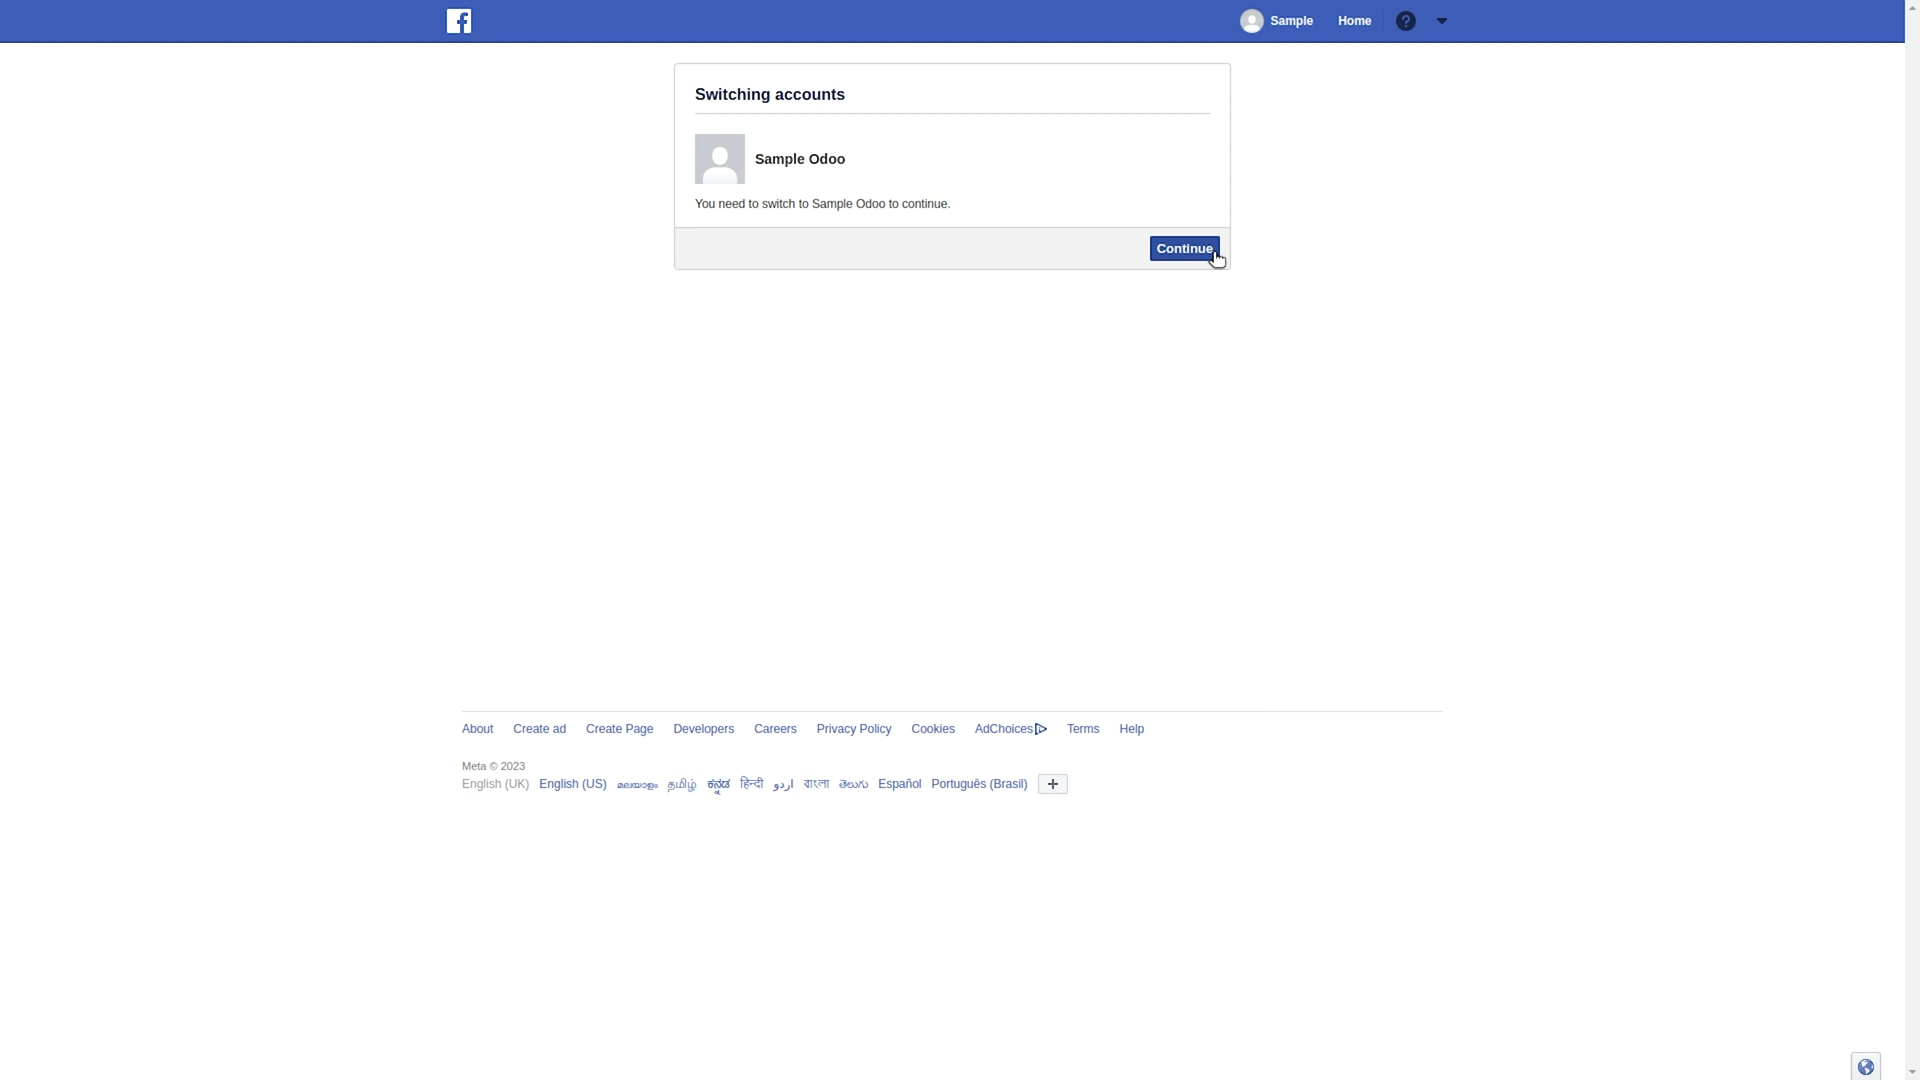 Sample Home ?
Switching accounts
Sample Odoo
You need to switch to Sample Odoo to continue.
Continue
About Create ad Create Page Developers Careers Privacy Policy Cookies AdChoices Terms Help
Meta © 2023
English (UK) English (US) മലയാളം தமிழ் ಕನ್ನಡ हिन्दी اردو বাংলা తెలుగు Español Português (Brasil) +